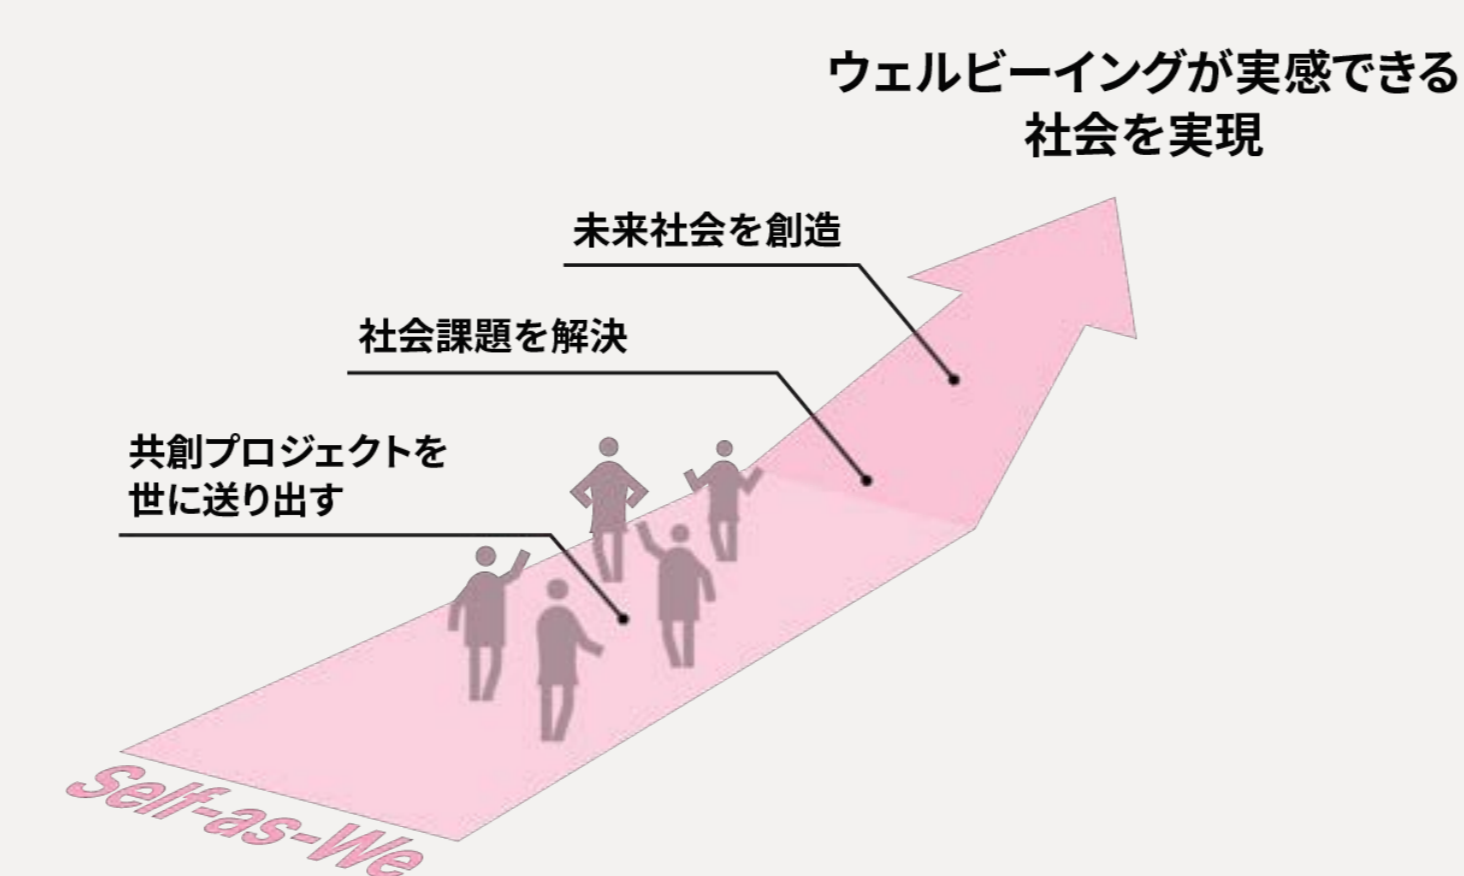 ウェルビーイングが実感できる
社会を実現
未来社会を創造
社会課題を解決
共創プロジェクトを
世に送り出す
Self-as-We